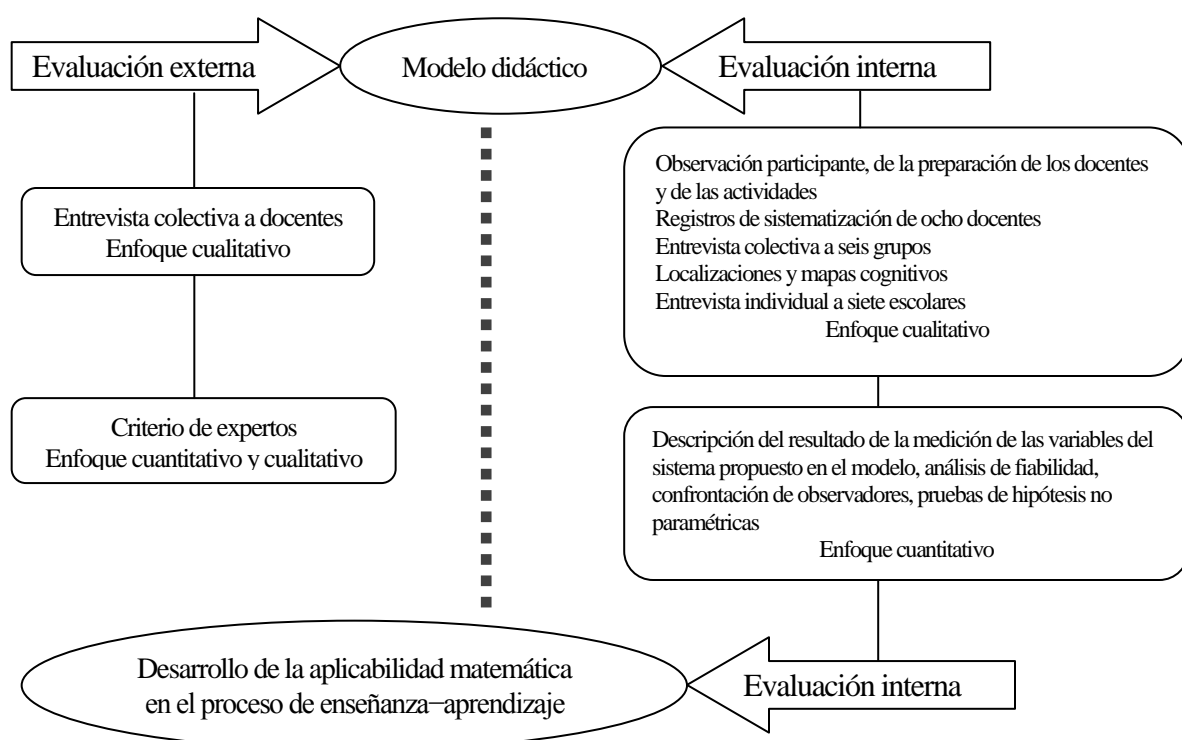 Evaluación externa
Modelo didáctico
Evaluación interna
Entrevista colectiva a docentes
Enfoque cualitativo
Criterio de expertos
Enfoque cuantitativo y cualitativo
Observación participante, de la preparación de los docentes
y de las actividades
Registros de sistematización de ocho docentes
Entrevista colectiva a seis grupos
Localizaciones y mapas cognitivos
Entrevista individual a siete escolares
Enfoque cualitativo
Descripción del resultado de la medición de las variables del
sistema propuesto en el modelo, análisis de fiabilidad,
confrontación de observadores, pruebas de hipótesis no
paramétricas
Enfoque cuantitativo
Desarrollo de la aplicabilidad matemática
en el proceso de enseñanza–aprendizaje
Evaluación interna